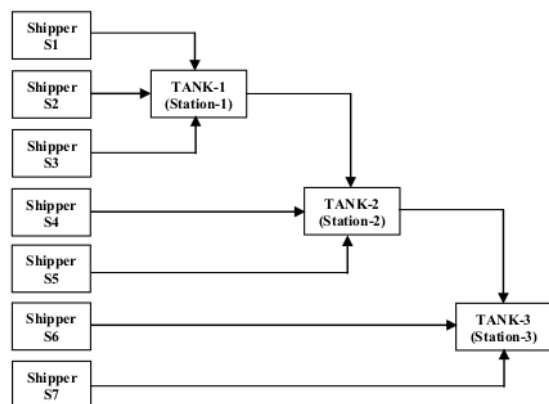 Shipper
S1
Shipper
S2
TANK-1
(Station-1)
Shipper
S3
Shipper
S4
TANK-2
(Station-2)
Shipper
S5
Shipper
S6
TANK-3
(Station-3)
Shipper
S7